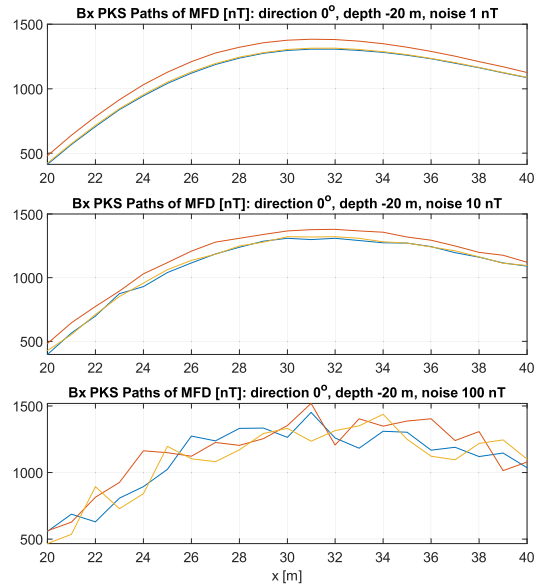 Bx PKS Paths of MFD [nT]: direction 0°, depth -20 m, noise 1 nT
1500
1000
500
20 22 24 26 28 30 32 34 36 38 40
Bx PKS Paths of MFD [nT]: direction 0°, depth -20 m, noise 10 nT
1500
1000
500
20 22 24 26 28 30 32 34 36 38 40
Bx PKS Paths of MFD [nT]: direction 0°, depth -20 m, noise 100 nT
1500
1000
500
20 22 24 26 28 30 32 34 36 38 40
x [m]